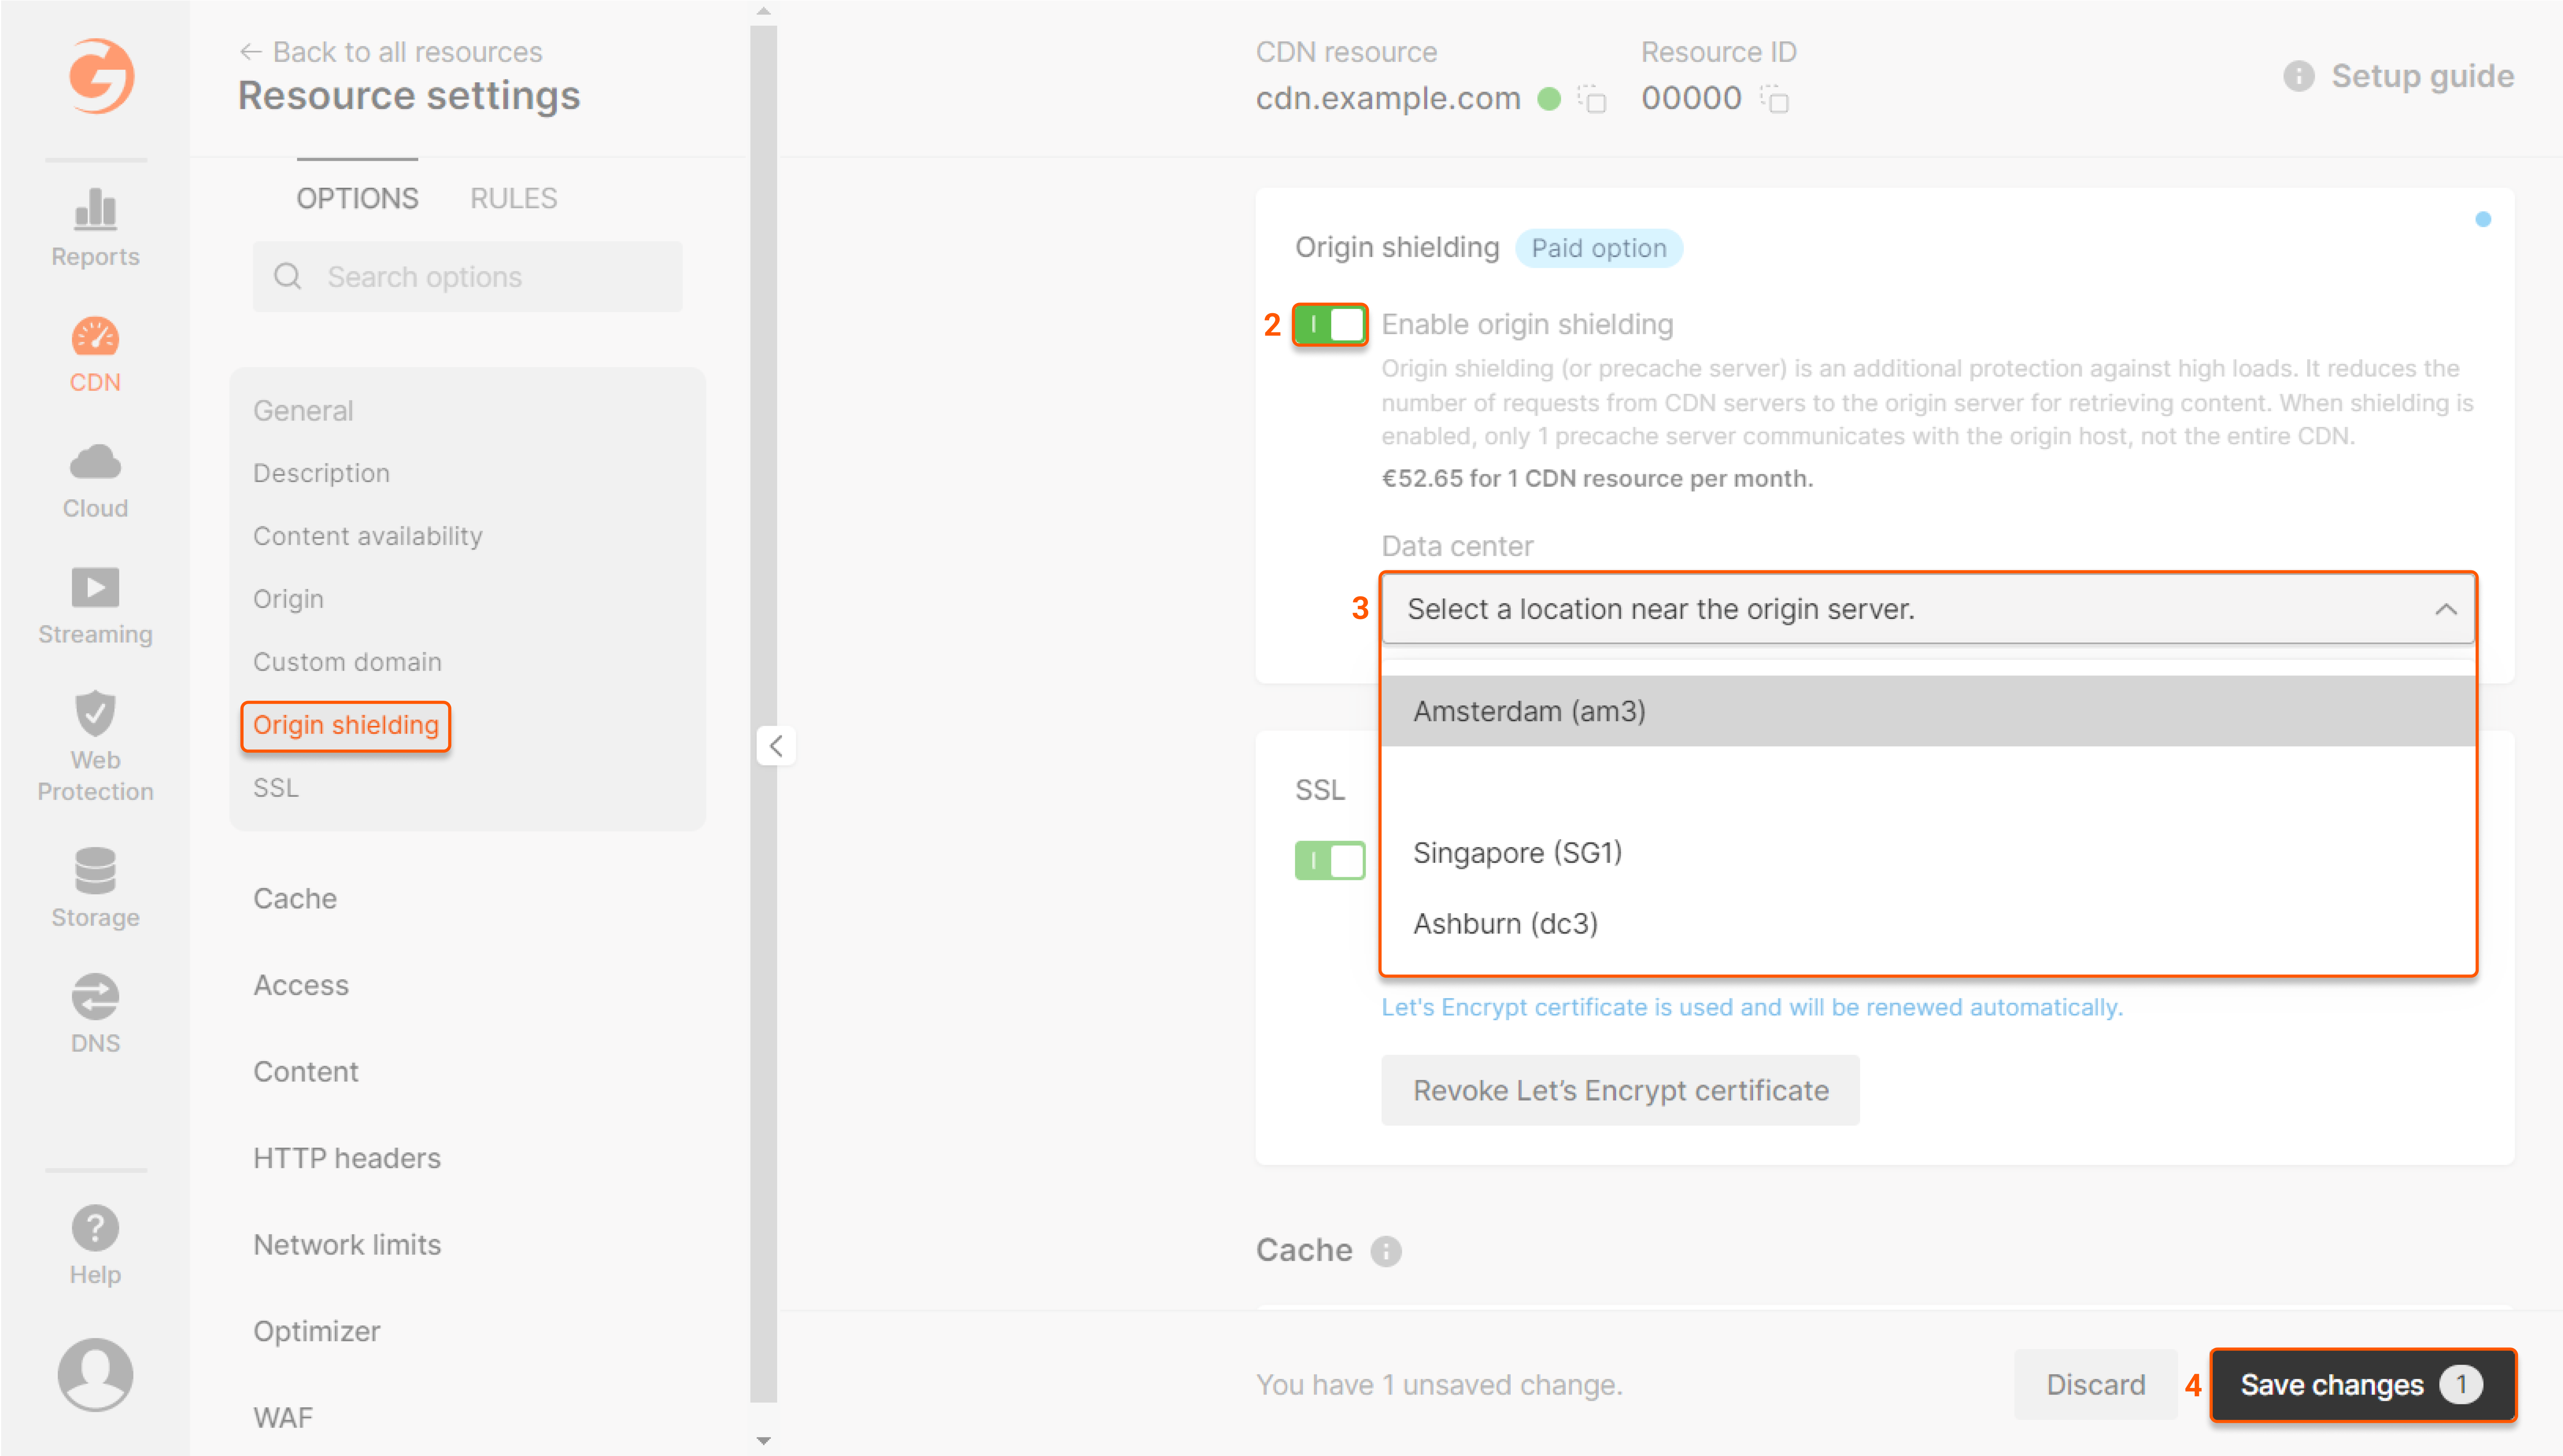 ← Back to all resources
Resource settings
CDN resource
cdn.example.com
Resource ID
00000
Setup guide
Reports
CDN
Cloud
Streaming
Web
Protection
Storage
DNS
Help
OPTIONS
RULES
Search options
General
Description
Content availability
Origin
Custom domain
Origin shielding
SSL
Cache
Access
Content
HTTP headers
Network limits
Optimizer
WAF
Origin shielding
Paid option
2
Enable origin shielding
Origin shielding (or precache server) is an additional protection against high loads. It reduces the
number of requests from CDN servers to the origin server for retrieving content. When shielding is
enabled, only 1 precache server communicates with the origin host, not the entire CDN.
€52.65 for 1 CDN resource per month.
Data center
3
Select a location near the origin server.
Amsterdam (am3)
Singapore (SG1)
Ashburn (dc3)
SSL
Let's Encrypt certificate is used and will be renewed automatically.
Revoke Let’s Encrypt certificate
Cache
You have 1 unsaved change.
Discard
4
Save changes 1